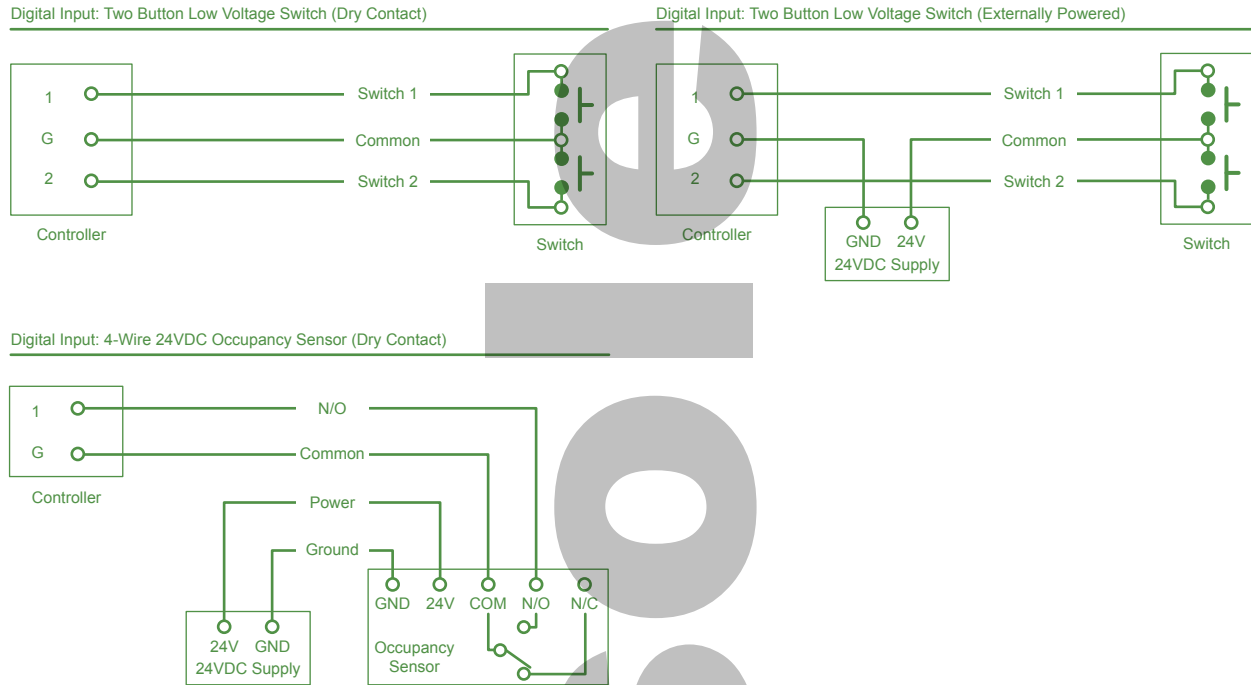 Digital Input: Two Button Low Voltage Switch (Dry Contact)
1
Switch 1
G
Common
2
Switch 2
Controller
Switch
Digital Input: Two Button Low Voltage Switch (Externally Powered)
1
Switch 1
G
Common
2
Switch 2
Controller
GND 24V
24VDC Supply
Switch
Digital Input: 4-Wire 24VDC Occupancy Sensor (Dry Contact)
1
N/O
G
Common
Controller
Power
Ground
GND 24V COM N/O N/C
24V GND
24VDC Supply
Occupancy
Sensor